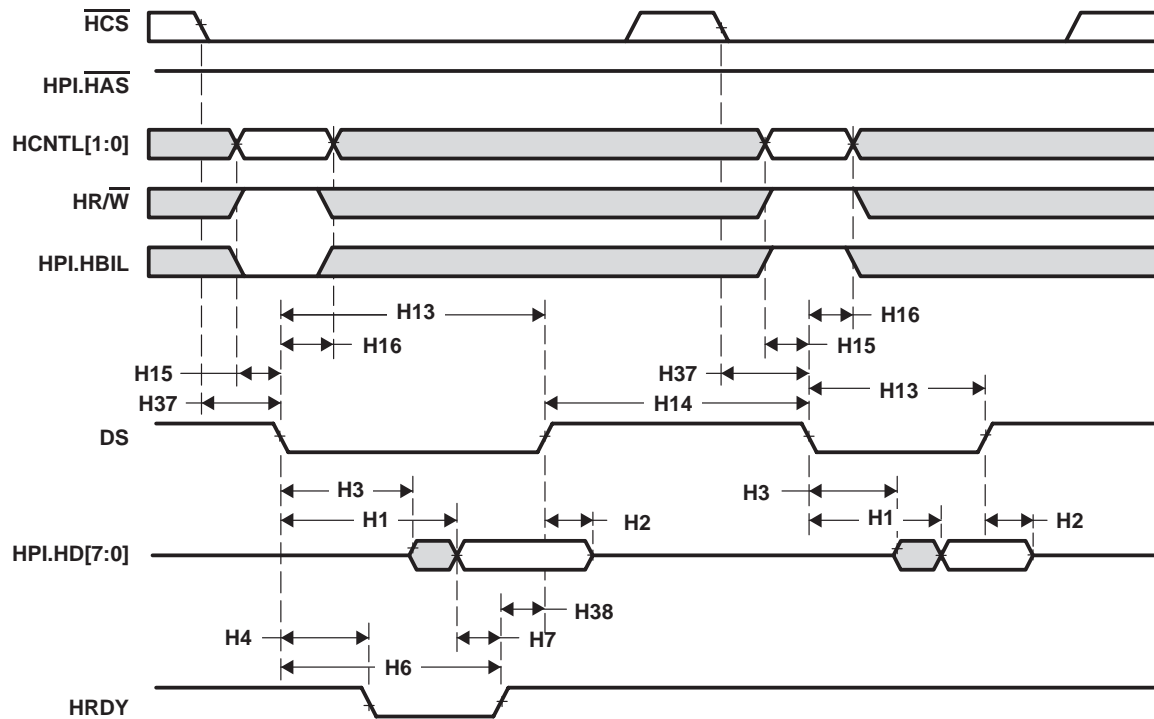 HCS
HPI.HAS
HCNTL[1:0]
HR/W
HPI.HBIL
H13
H16
H16
H15
H15
H37
H13
H37
H14
DS
H3
H3
H1
H2
H1
H2
HPI.HD[7:0]
H38
H4
H7
H6
HRDY